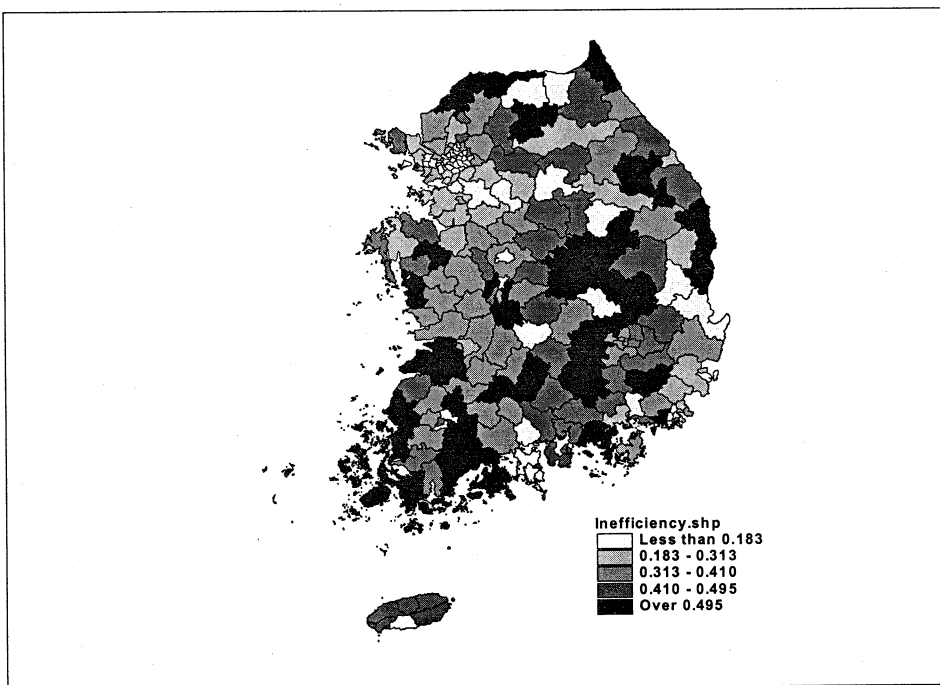 Inefficiency.shp
Less than 0.183
0.183 - 0.313
0.313 - 0.410
0.410 - 0.495
Over 0.495